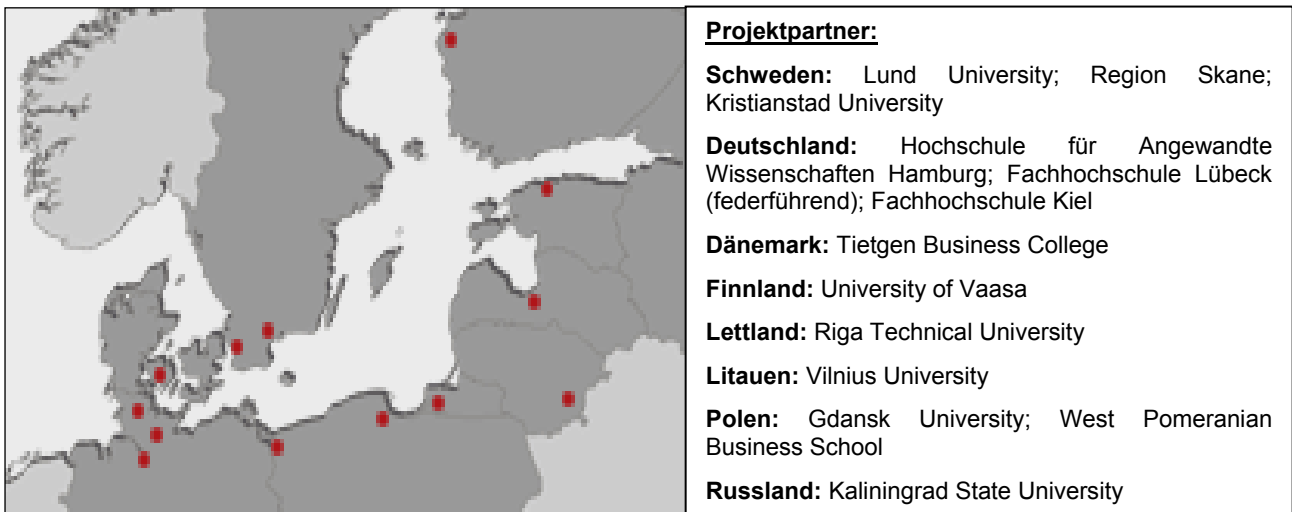 Projektpartner:
Schweden: Lund University; Region Skane;
Kristianstad University
Deutschland: Hochschule für Angewandte
Wissenschaften Hamburg; Fachhochschule Lübeck
(federführend); Fachhochschule Kiel
Dänemark: Tietgen Business College
Finnland: University of Vaasa
Lettland: Riga Technical University
Litauen: Vilnius University
Polen: Gdansk University; West Pomeranian
Business School
Russland: Kaliningrad State University